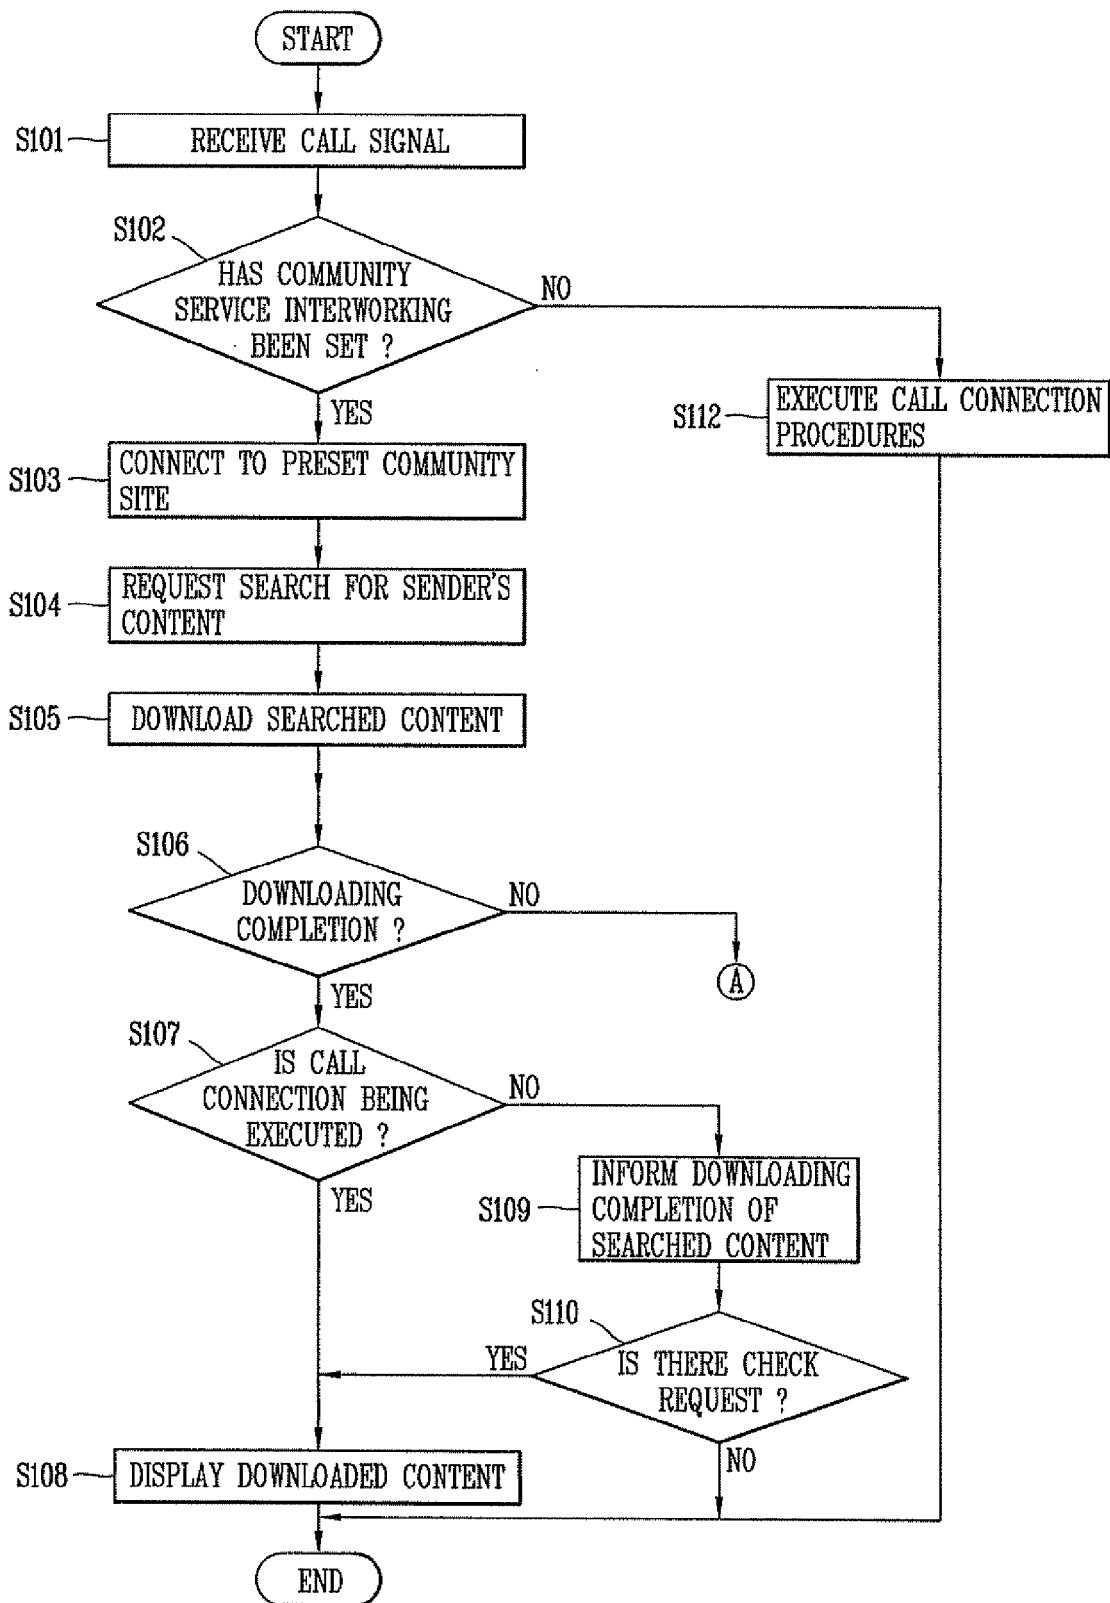 START
S101
RECEIVE CALL SIGNAL
S102
HAS COMMUNITY
SERVICE INTERWORKING
BEEN SET ?
NO
YES
S112
EXECUTE CALL CONNECTION
PROCEDURES
S103
CONNECT TO PRESET COMMUNITY
SITE
S104
REQUEST SEARCH FOR SENDER'S
CONTENT
S105
DOWNLOAD SEARCHED CONTENT
S106
DOWNLOADING
COMPLETION ?
NO
A
YES
S107
IS CALL
CONNECTION BEING
EXECUTED ?
NO
YES
S109
INFORM DOWNLOADING
COMPLETION OF
SEARCHED CONTENT
S110
IS THERE CHECK
REQUEST ?
YES
NO
S108
DISPLAY DOWNLOADED CONTENT
END